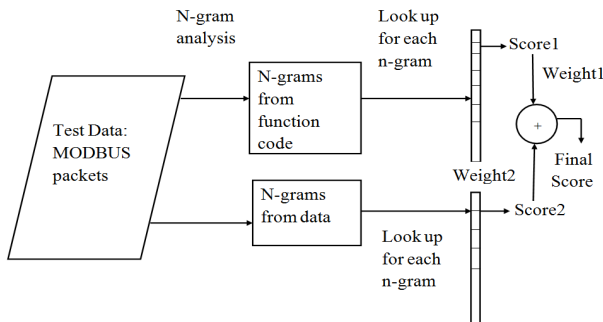 N-gram
analysis
Look up
for each
n-gram
Score1
Weight1
N-grams
from
function
code
Test Data:
MODBUS
packets
+
Final
Score
Weight2
N-grams
from data
Score2
Look up
for each
n-gram